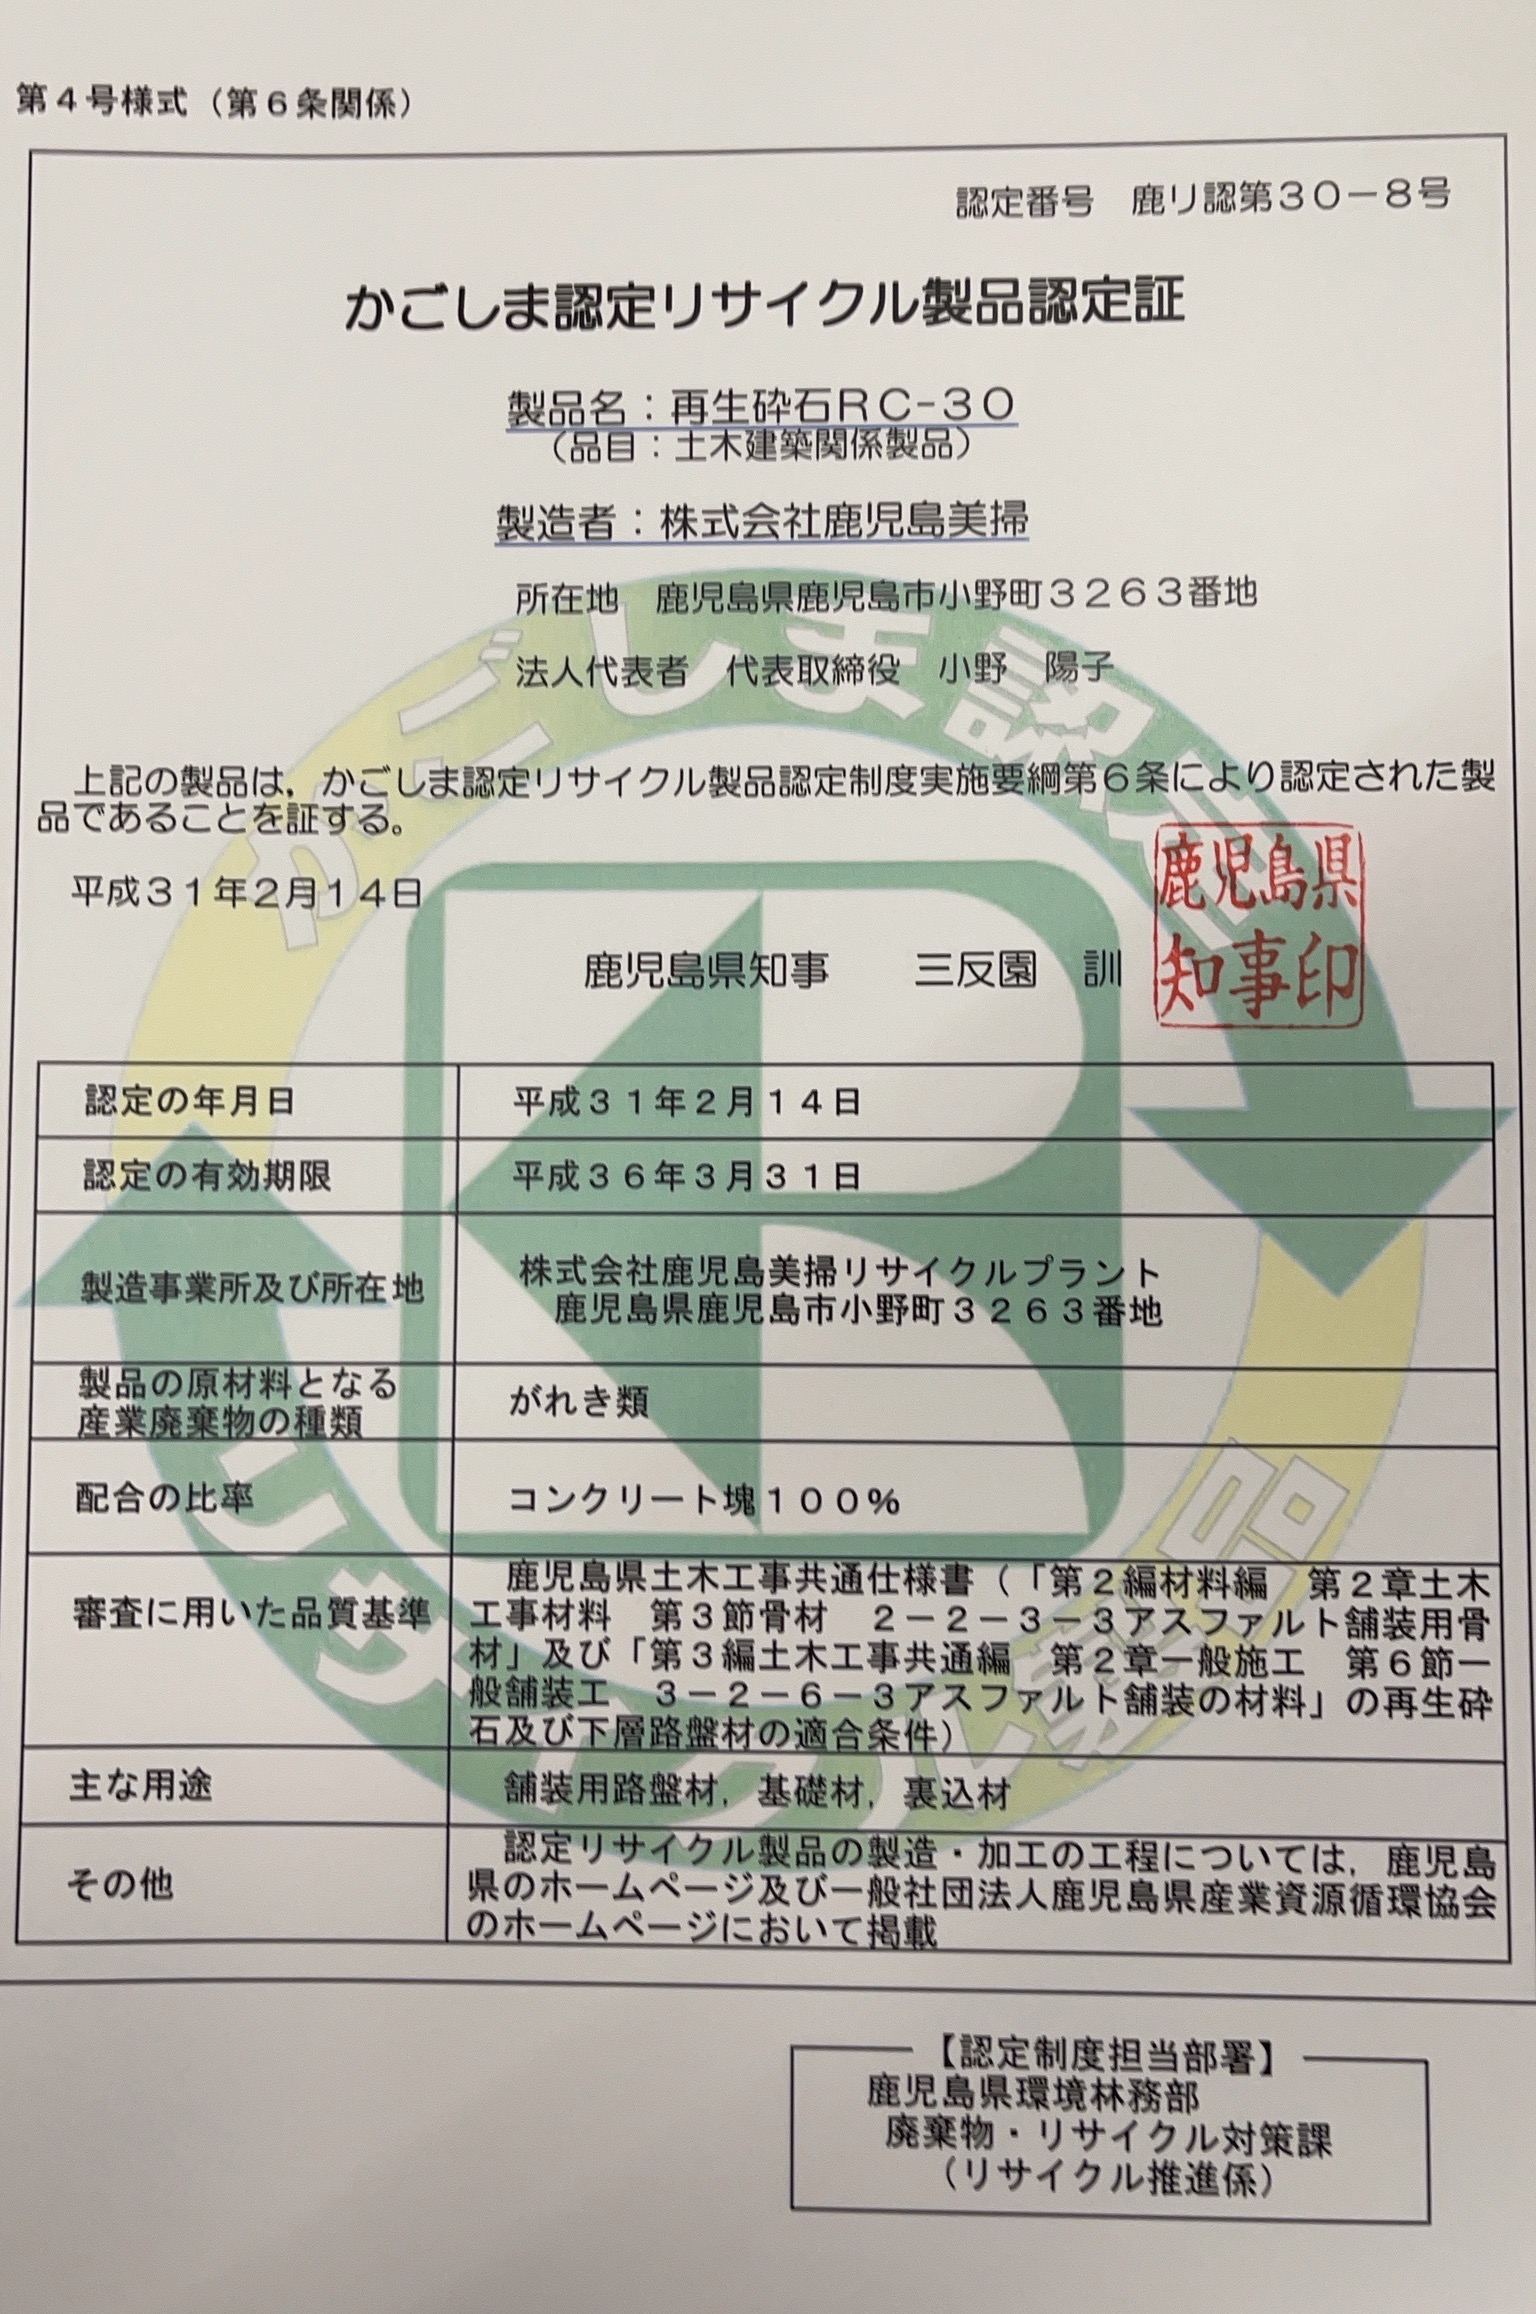 第4号様式（第6条関係）
認定番号　鹿リ認第30－8号
かごしま認定リサイクル製品認定証
製品名：再生砕石RC-30
（品目：土木建築関係製品）
製造者：株式会社鹿児島美掃
所在地　鹿児島県鹿児島市小野町3263番地
法人代表者　代表取締役　小野　陽子
上記の製品は，かごしま認定リサイクル製品認定制度実施要綱第6条により認定された製
品であることを証する。
平成31年2月14日
鹿児島県知事　三反園　訓
鹿児島県
知事印
認定の年月日　平成31年2月14日
認定の有効期限　平成36年3月31日
製造事業所及び所在地　株式会社鹿児島美掃リサイクルプラント
鹿児島県鹿児島市小野町3263番地
製品の原材料となる
産業廃棄物の種類　がれき類
配合の比率　コンクリート塊100%
審査に用いた品質基準　鹿児島県土木工事共通仕様書（「第2編材料編　第2章土木
工事材料　第3節骨材　2－2－3－3アスファルト舗装用骨
材」及び「第3編土木工事共通編　第2章一般施工　第6節一
般舗装工　3－2－6－3アスファルト舗装の材料」の再生砕
石及び下層路盤材の適合条件）
主な用途　舗装用路盤材，基礎材，裏込材
その他　認定リサイクル製品の製造・加工の工程については，鹿児島
県のホームページ及び一般社団法人鹿児島県産業資源循環協会
のホームページにおいて掲載
【認定制度担当部署】
鹿児島県環境林務部
廃棄物・リサイクル対策課
（リサイクル推進係）
かごしま認定
リサイクル製品